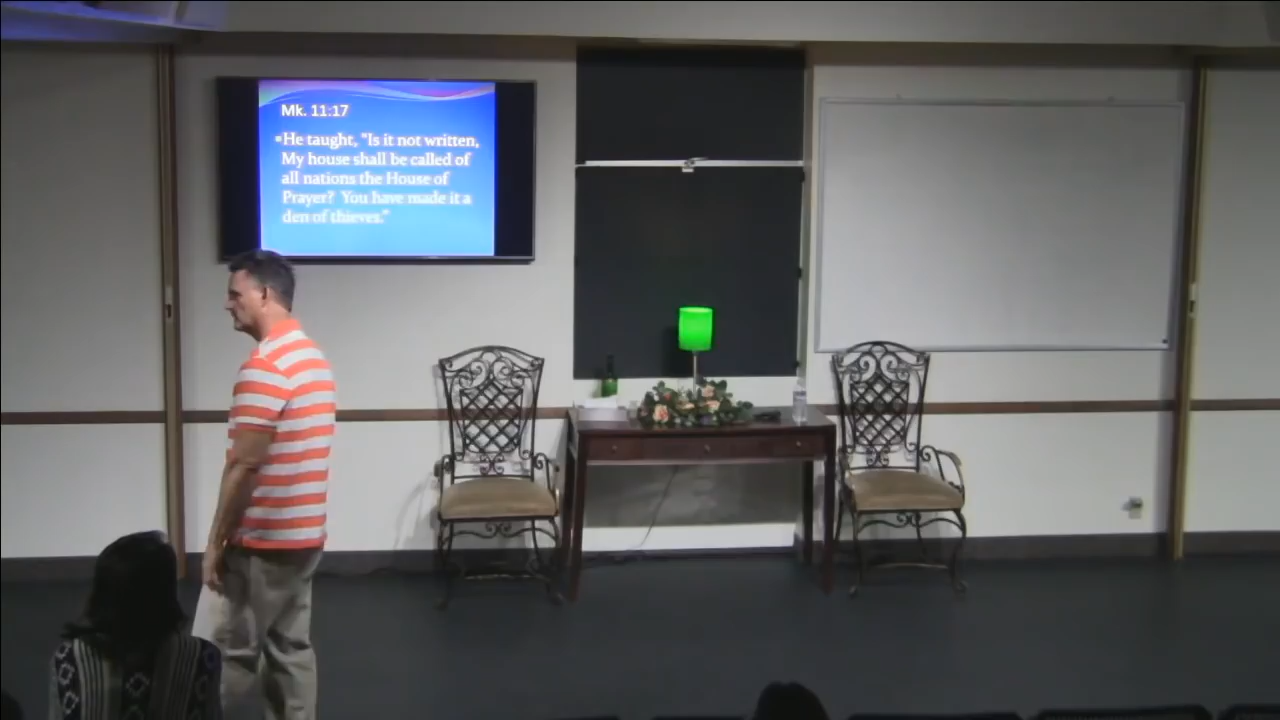 Mk. 11:17
▪He taught, "Is it not written,
My house shall be called of
all nations the House of
Prayer?  You have made it a
den of thieves."